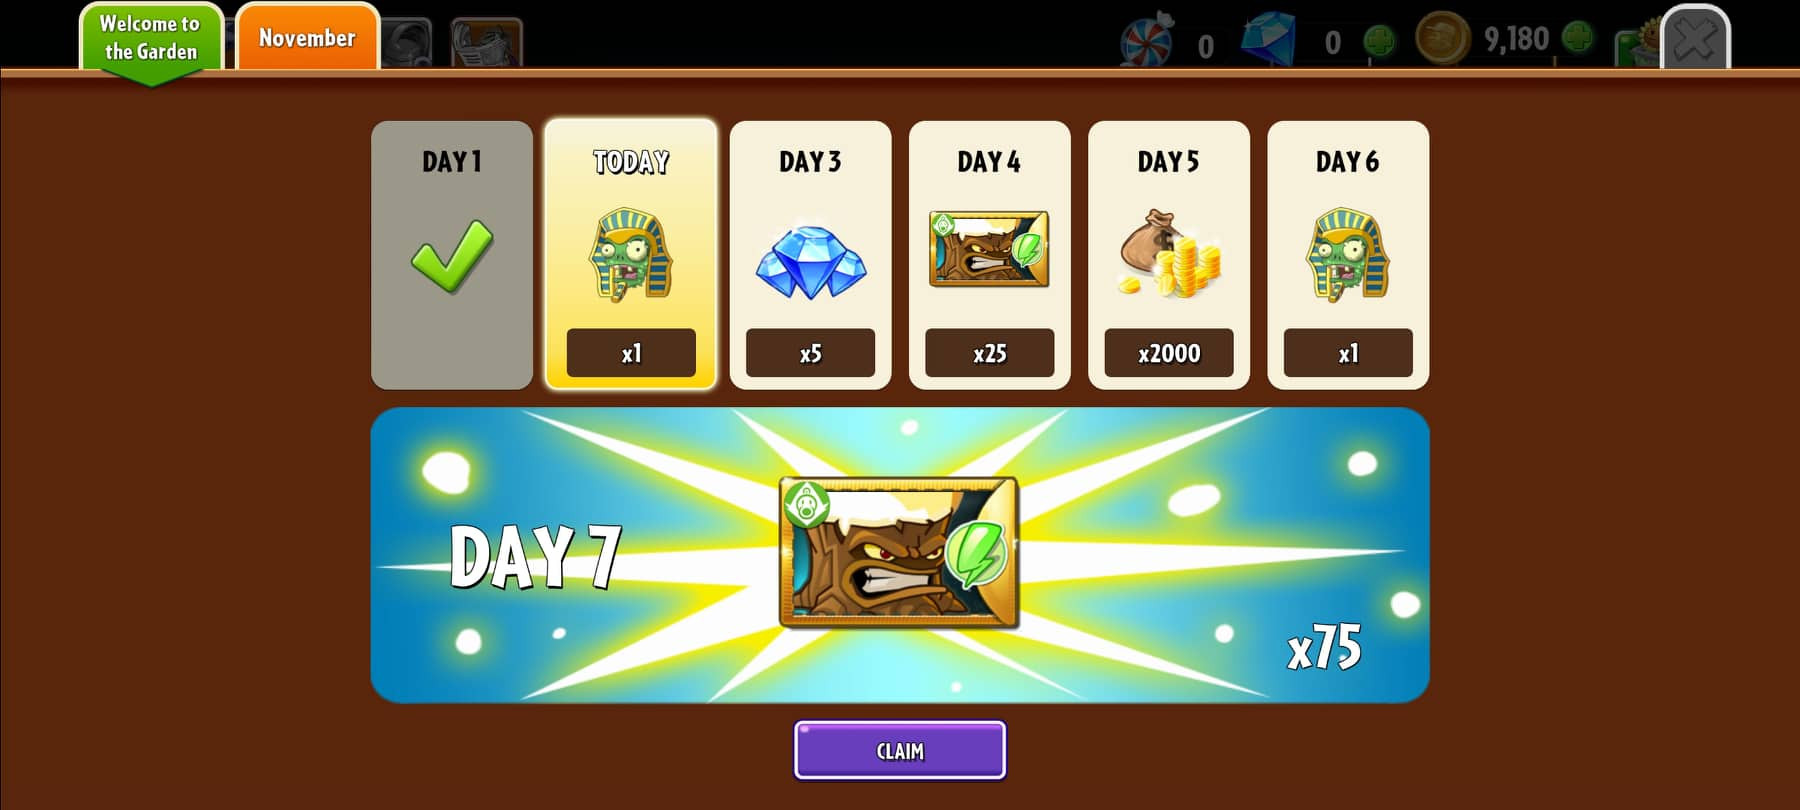 Welcome to
the Garden
November
0
0
9,180
DAY 1
TODAY
DAY 3
DAY 4
DAY 5
DAY 6
x1
x5
x25
x2000
x1
DAY 7
x75
CLAIM